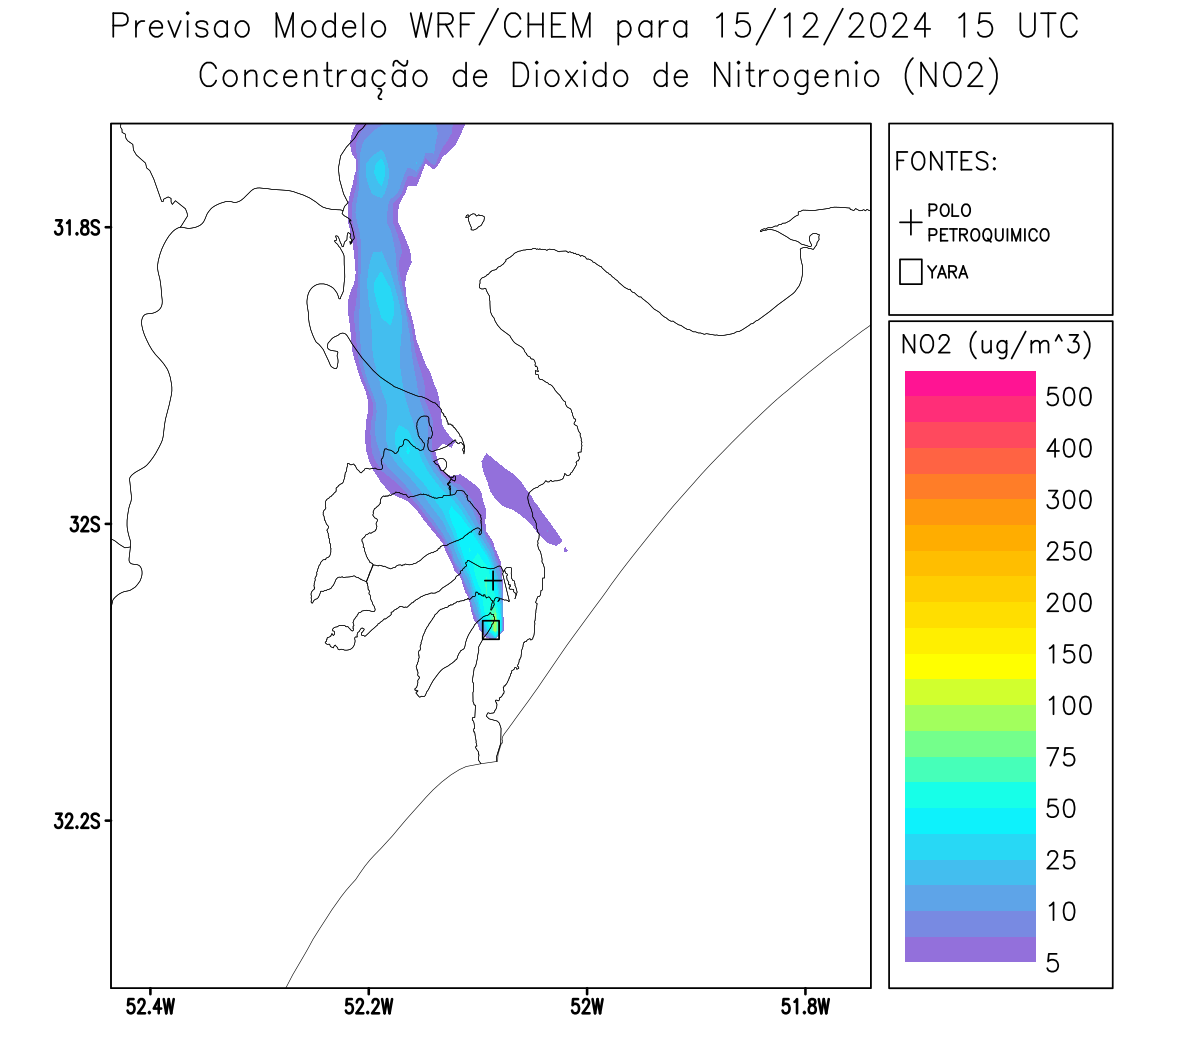 Previsao Modelo WRF/CHEM para 15/12/2024 15 UTC
Concentração de Dioxido de Nitrogenio (NO2)
FONTES:
POLO
PETROQUIMICO
YARA
NO2 (ug/m^3)
500
400
300
250
200
150
100
75
50
25
10
5
31.8S
32S
32.2S
52.4W
52.2W
52W
51.8W